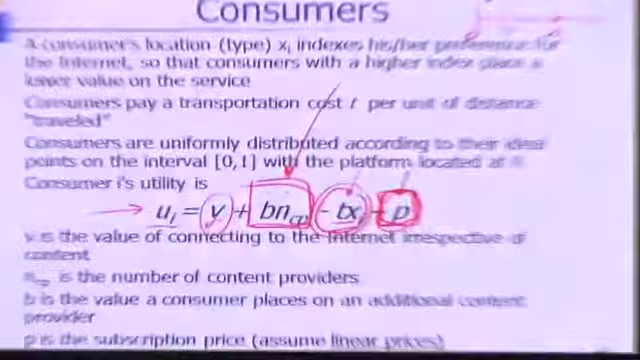 Consumers
A consumer's location (type) xᵢ indexes his/her preference for
the Internet, so that consumers with a higher index place a
lower value on the service
Consumers pay a transportation cost t per unit of distance
"traveled"
Consumers are uniformly distributed according to their ideal
points on the interval [0,1] with the platform located at
Consumer i's utility is
uᵢ = v + bn_cp - txᵢ - p
v is the value of connecting to the Internet irrespective of
content
n_cp is the number of content providers
b is the value a consumer places on an additional content
provider
p is the subscription price (assume linear prices)